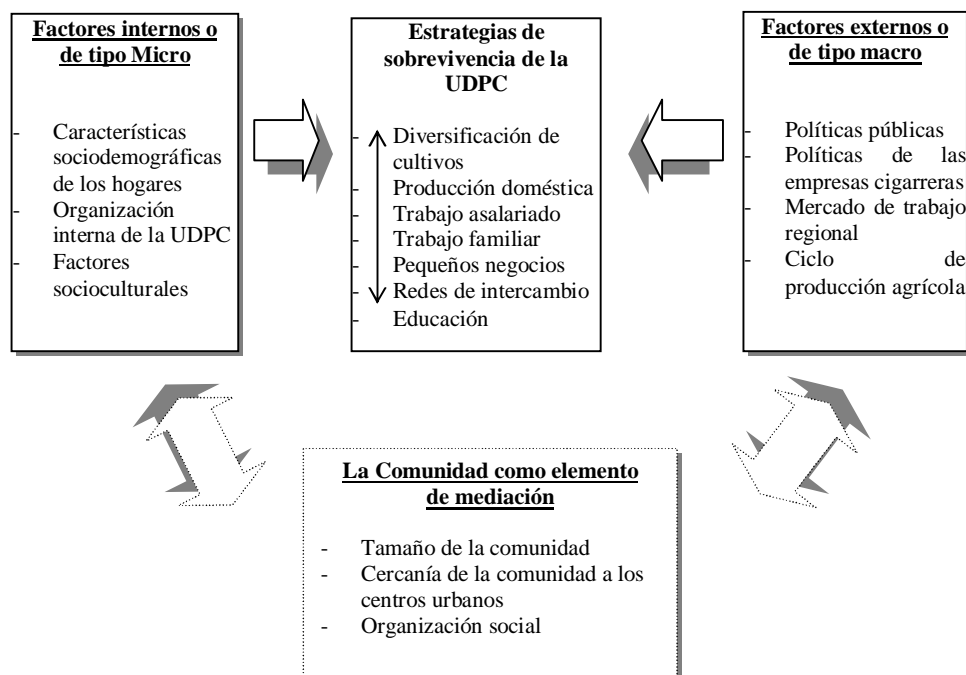 Factores internos o
de tipo Micro
- Características
sociodemográficas
de los hogares
- Organización
interna de la UDPC
- Factores
socioculturales
Estrategias de
sobrevivencia de la
UDPC
- Diversificación de
cultivos
- Producción doméstica
- Trabajo asalariado
- Trabajo familiar
- Pequeños negocios
- Redes de intercambio
- Educación
Factores externos o
de tipo macro
- Políticas públicas
- Políticas de las
empresas cigarreras
- Mercado de trabajo
regional
- Ciclo de
producción agrícola
La Comunidad como elemento
de mediación
- Tamaño de la comunidad
- Cercanía de la comunidad a los
centros urbanos
- Organización social